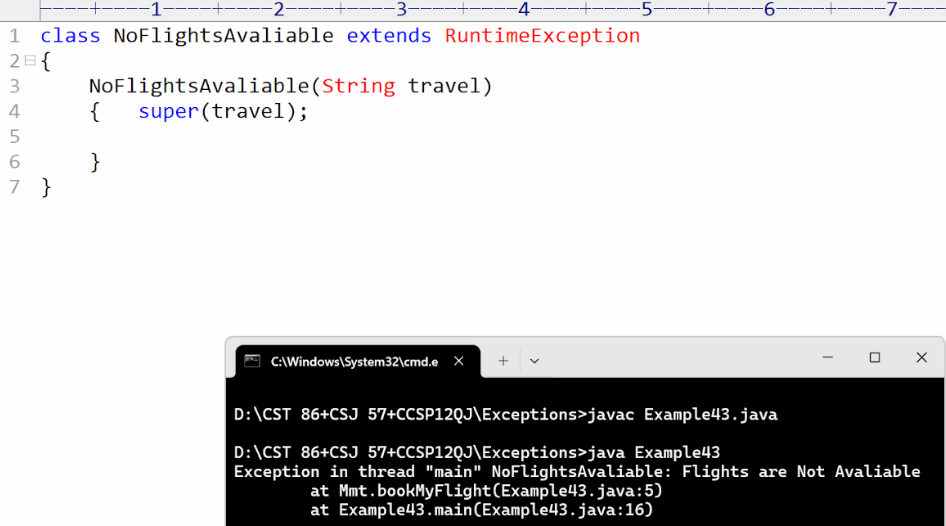 ----+----1----+----2----+----3----+----4----+----5----+----6----+----7----
1 class NoFlightsAvaliable extends RuntimeException
2 {
3     NoFlightsAvaliable(String travel)
4     {   super(travel);
5
6     }
7 }
C:\Windows\System32\cmd.e
D:\CST 86+CSJ 57+CCSP12QJ\Exceptions>javac Example43.java
D:\CST 86+CSJ 57+CCSP12QJ\Exceptions>java Example43
Exception in thread "main" NoFlightsAvaliable: Flights are Not Avaliable
        at Mmt.bookMyFlight(Example43.java:5)
        at Example43.main(Example43.java:16)